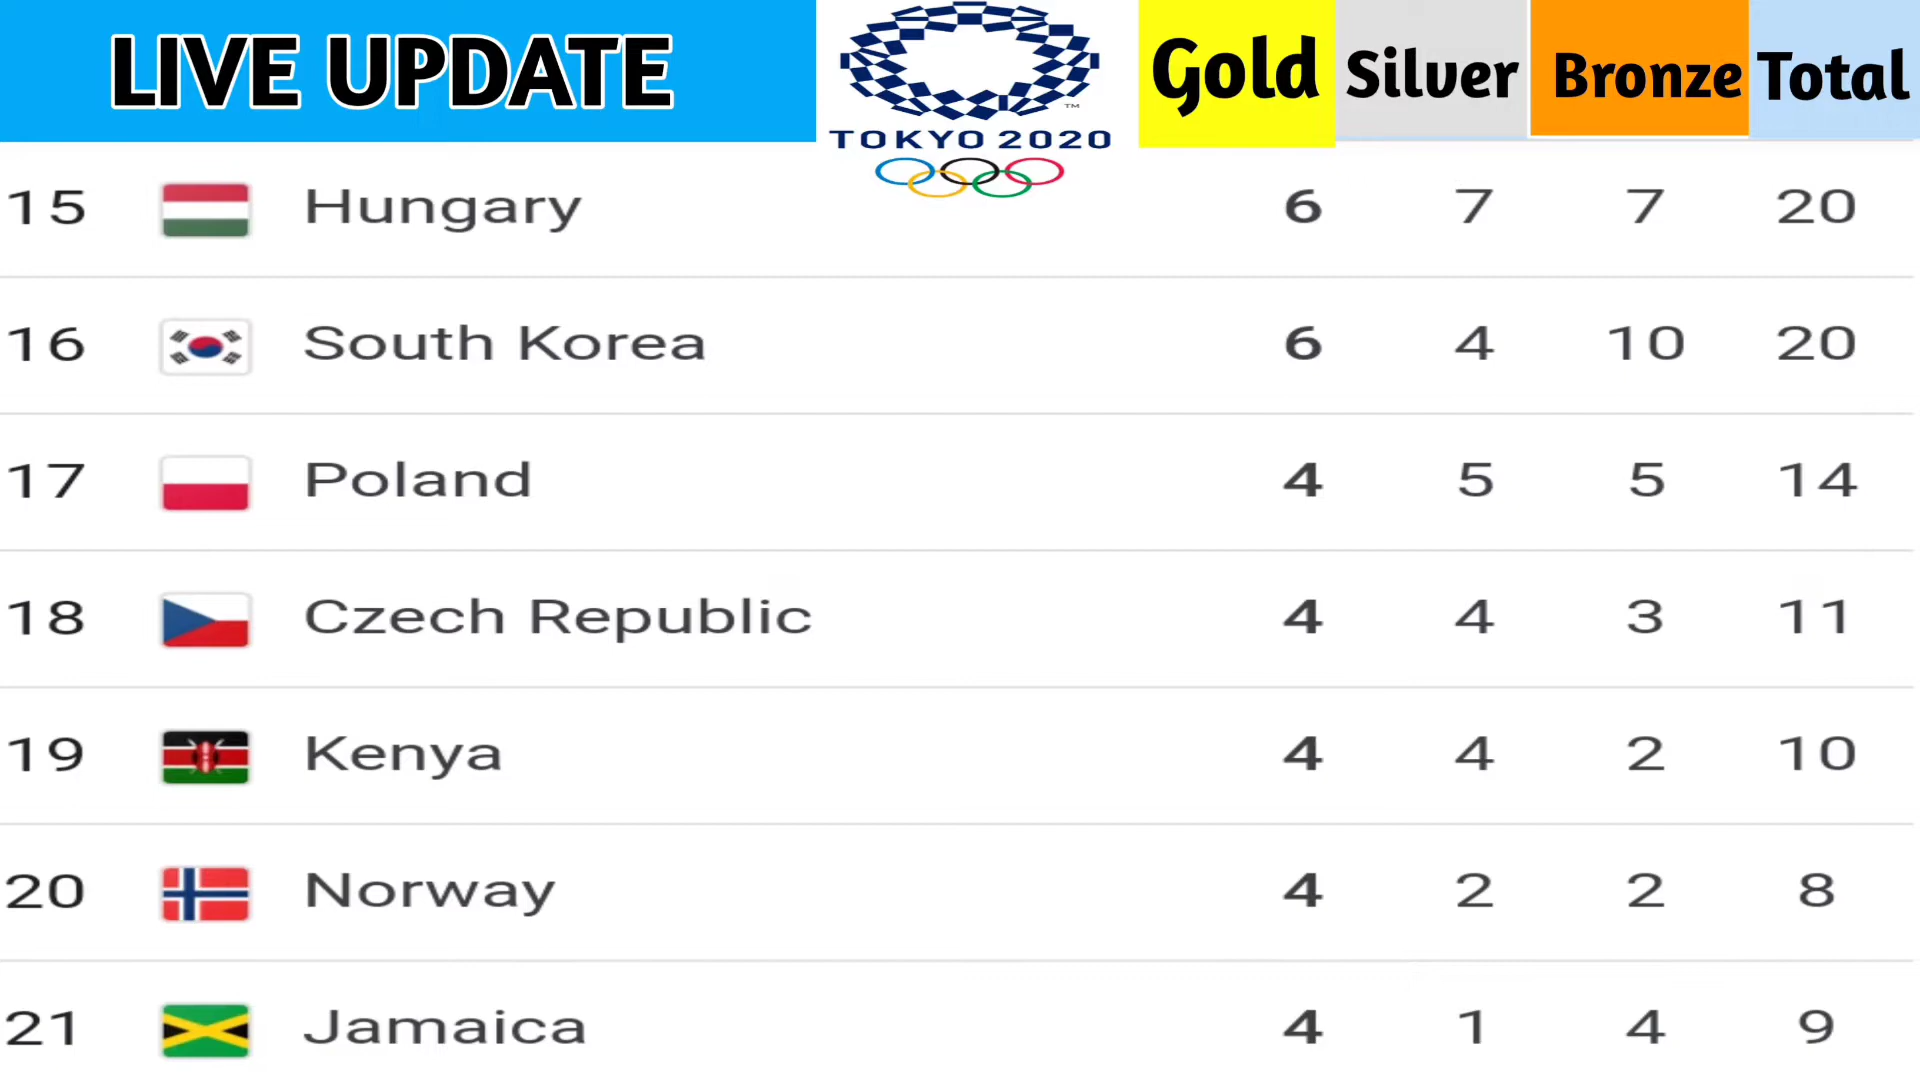 LIVE UPDATE TOKYO 2020 ™ Gold Silver Bronze Total
15 Hungary 6 7 7 20
16 South Korea 6 4 10 20
17 Poland 4 5 5 14
18 Czech Republic 4 4 3 11
19 Kenya 4 4 2 10
20 Norway 4 2 2 8
21 Jamaica 4 1 4 9